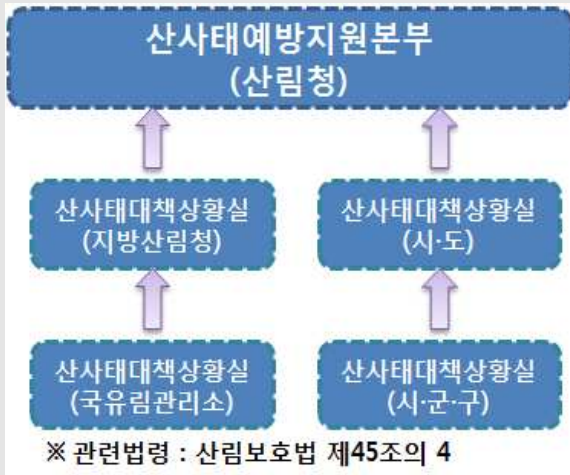 산사태예방지원본부
(산림청)
산사태대책상황실
(지방산림청)
산사태대책상황실
(시·도)
산사태대책상황실
(국유림관리소)
산사태대책상황실
(시·군·구)
※ 관련법령 : 산림보호법 제45조의 4